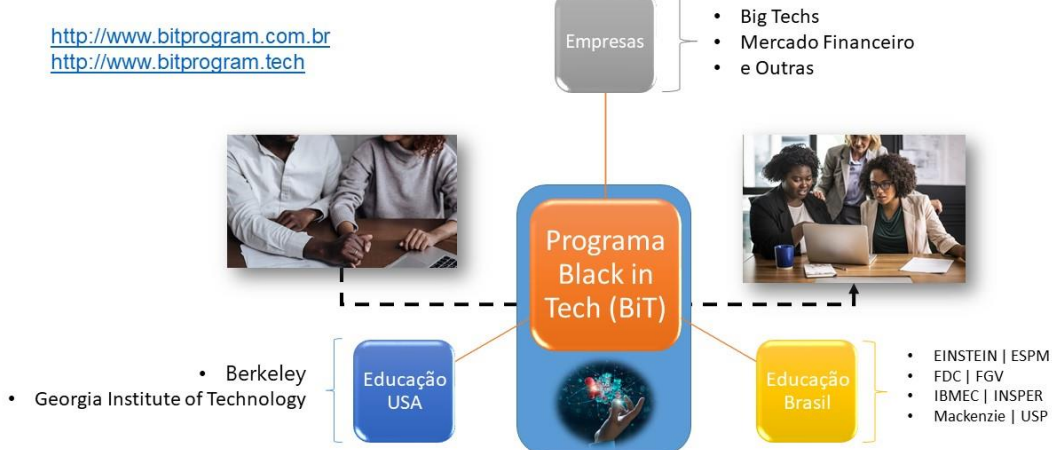 http://www.bitprogram.com.br
http://www.bitprogram.tech
Empresas
• Big Techs
• Mercado Financeiro
• e Outras
Programa
Black in
Tech (BiT)
• Berkeley
• Georgia Institute of Technology
Educação
USA
Educação
Brasil
• EINSTEIN | ESPM
• FDC | FGV
• IBMEC | INSPER
• Mackenzie | USP